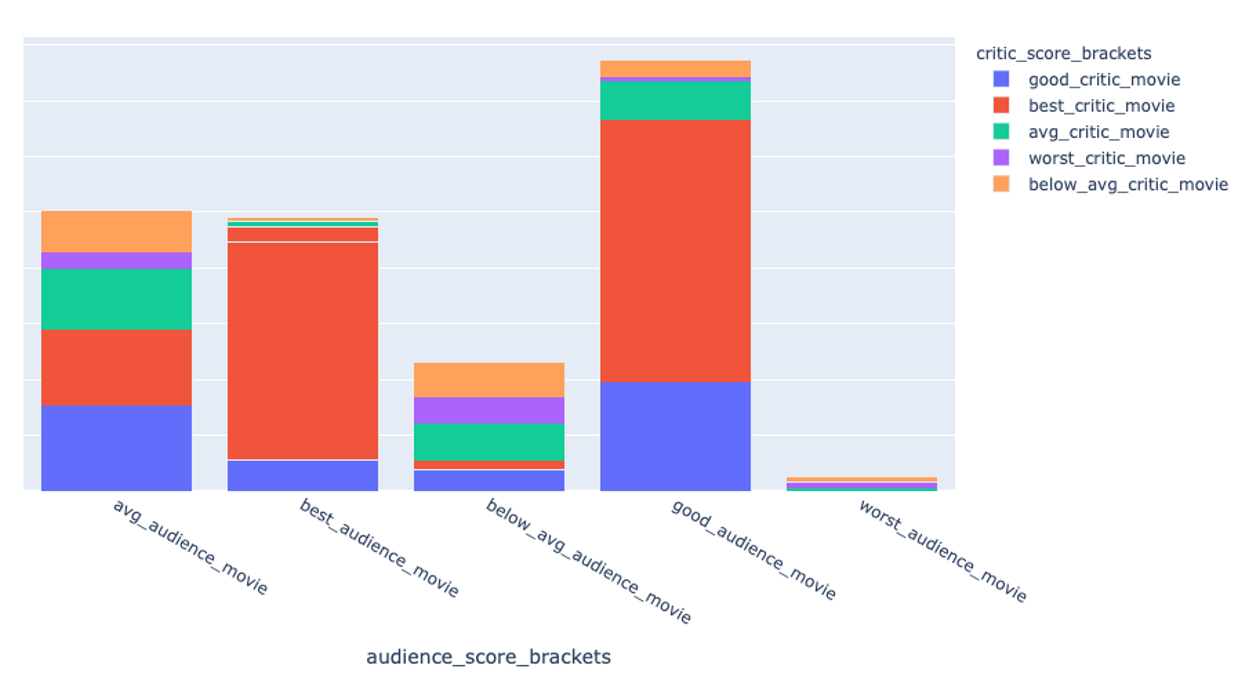 critic_score_brackets
good_critic_movie
best_critic_movie
avg_critic_movie
worst_critic_movie
below_avg_critic_movie
avg_audience_movie
best_audience_movie
below_avg_audience_movie
good_audience_movie
worst_audience_movie
audience_score_brackets